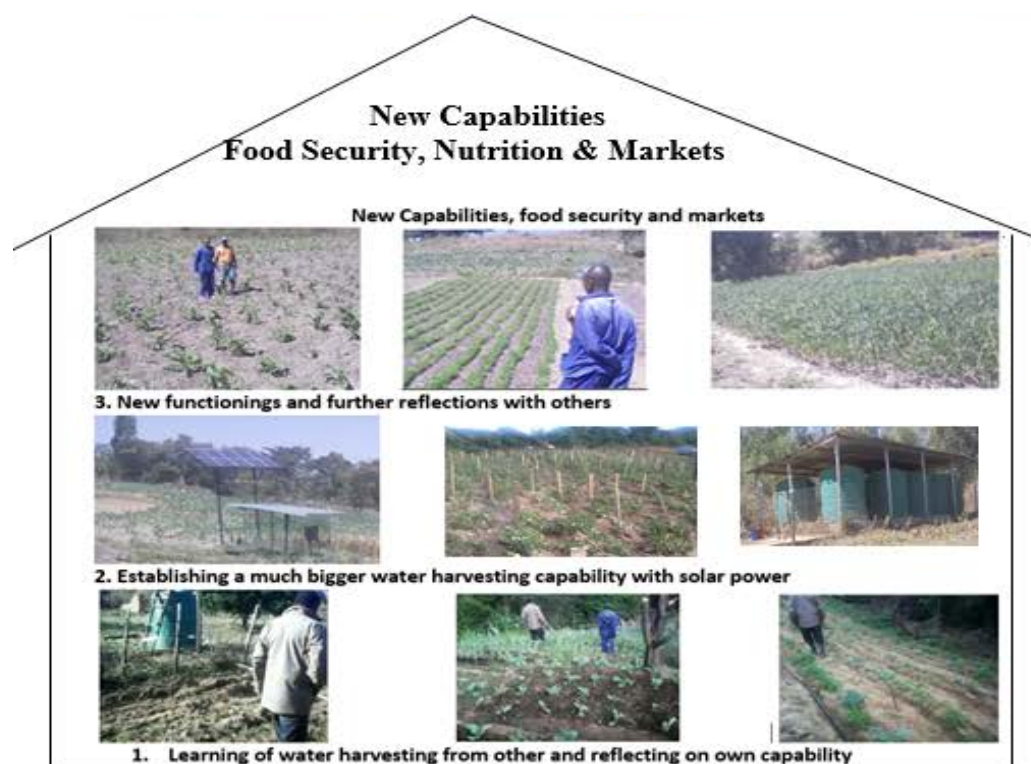 New Capabilities
Food Security, Nutrition & Markets
New Capabilities, food security and markets
3. New functionings and further reflections with others
2. Establishing a much bigger water harvesting capability with solar power
1. Learning of water harvesting from other and reflecting on own capability